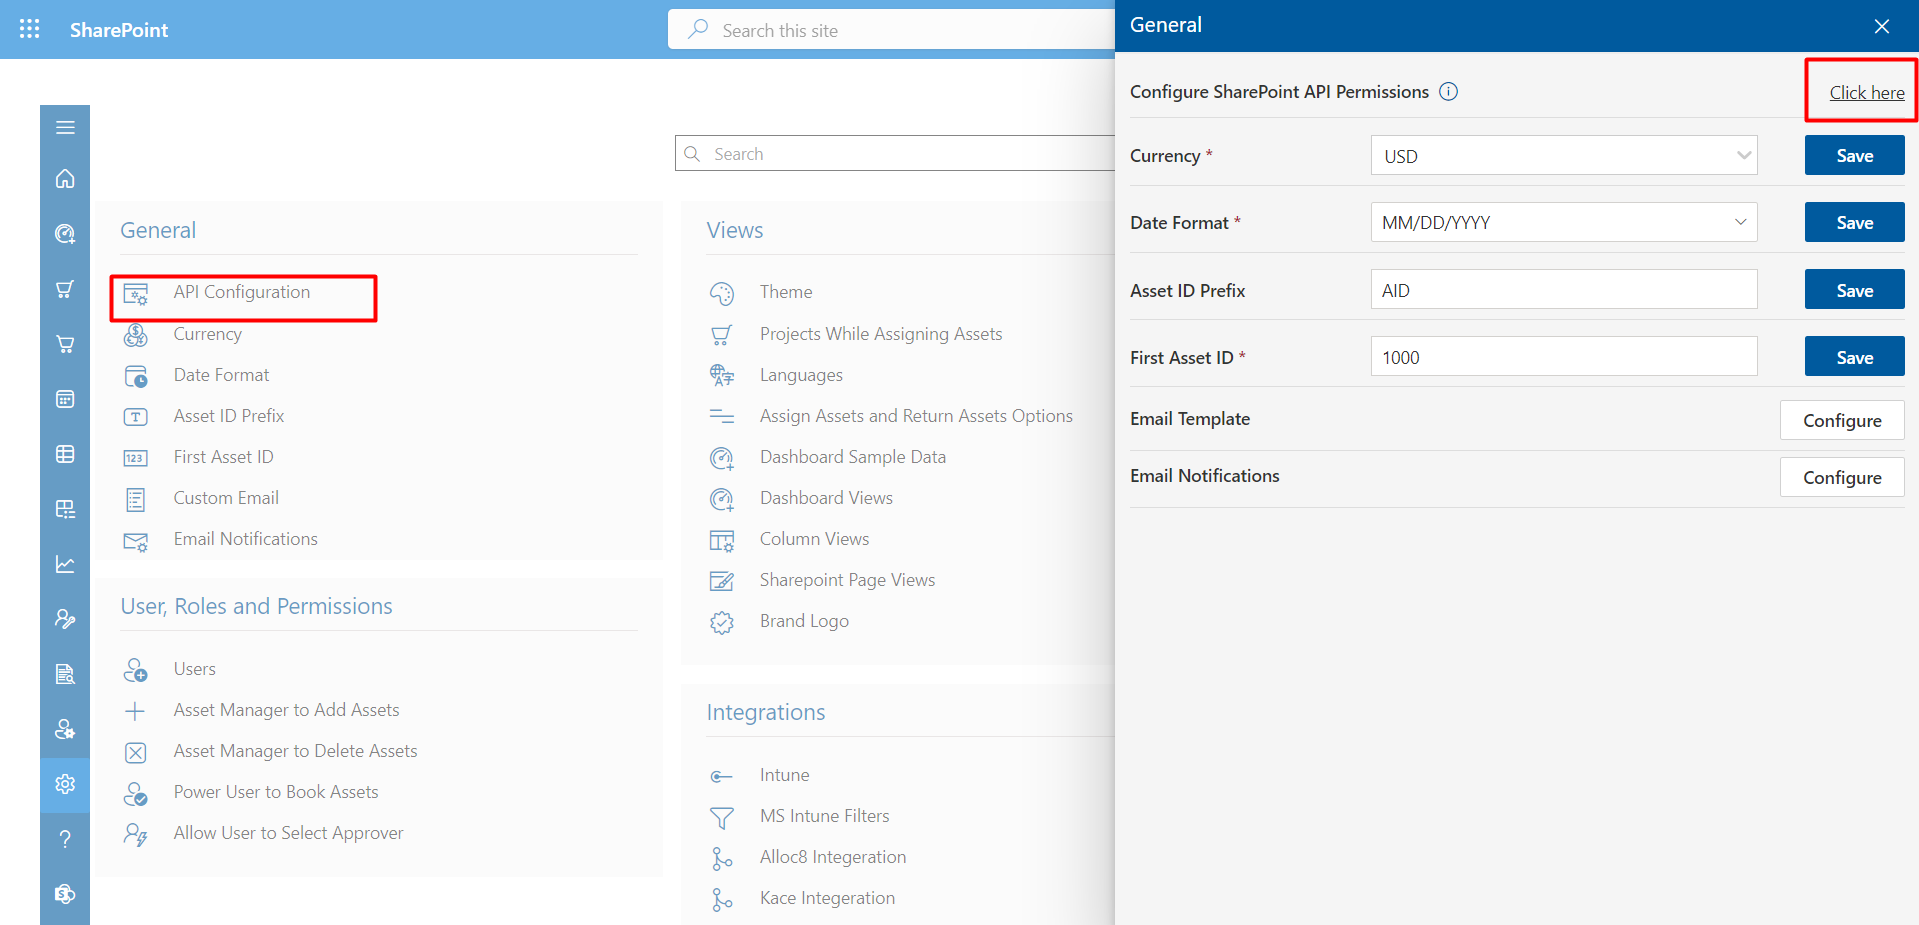 SharePoint
Search this site
Search
General
API Configuration
Currency
Date Format
Asset ID Prefix
First Asset ID
Custom Email
Email Notifications
User, Roles and Permissions
Users
Asset Manager to Add Assets
Asset Manager to Delete Assets
Power User to Book Assets
Allow User to Select Approver
Views
Theme
Projects While Assigning Assets
Languages
Assign Assets and Return Assets Options
Dashboard Sample Data
Dashboard Views
Column Views
Sharepoint Page Views
Brand Logo
Integrations
Intune
MS Intune Filters
Alloc8 Integeration
Kace Integeration
General
Configure SharePoint API Permissions Click here
Currency * USD Save
Date Format * MM/DD/YYYY Save
Asset ID Prefix AID Save
First Asset ID * 1000 Save
Email Template Configure
Email Notifications Configure